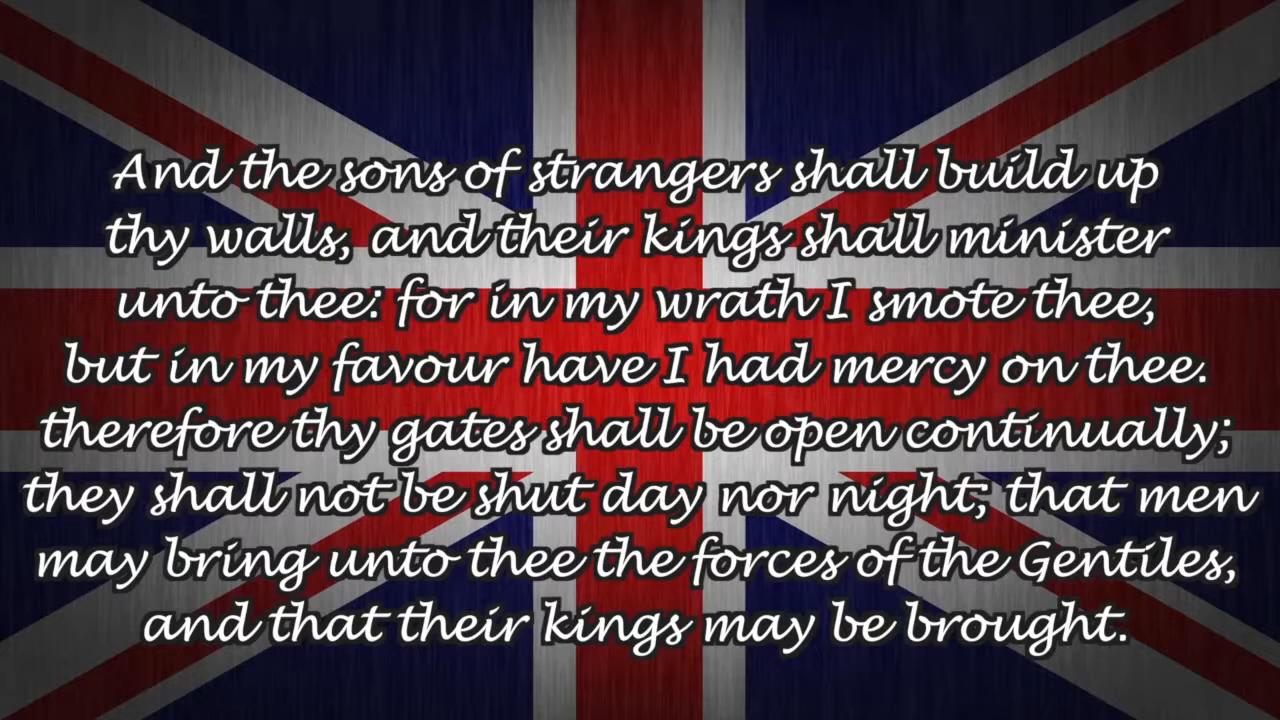 And the sons of strangers shall build up
thy walls, and their kings shall minister
unto thee: for in my wrath I smote thee,
but in my favour have I had mercy on thee.
therefore thy gates shall be open continually;
they shall not be shut day nor night; that men
may bring unto thee the forces of the Gentiles,
and that their kings may be brought.